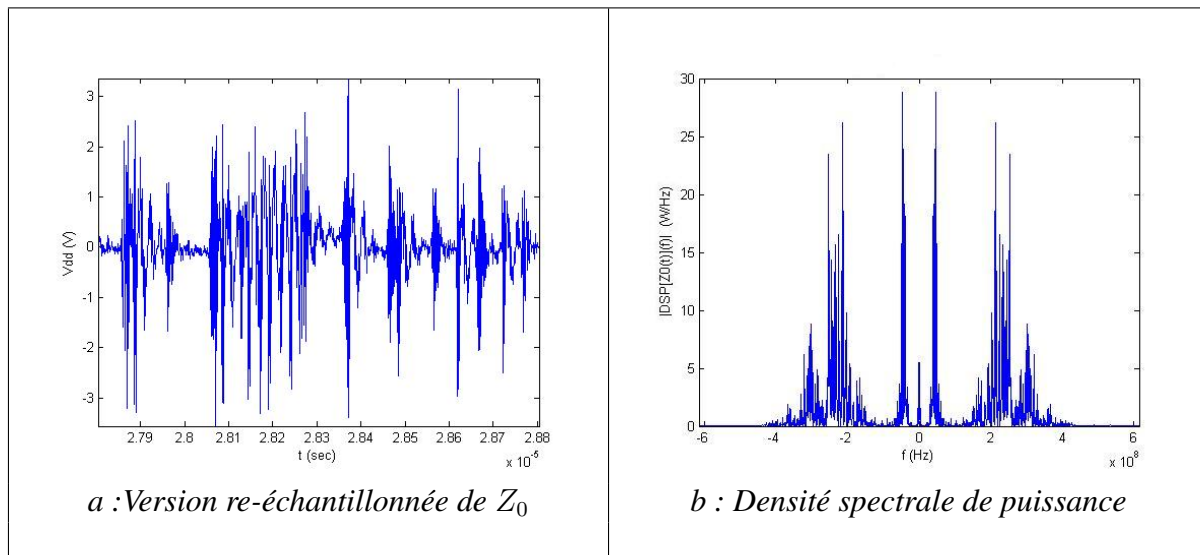 3
2
1
0
-1
-2
-3
Vdd (V)
2.79 2.8 2.81 2.82 2.83 2.84 2.85 2.86 2.87 2.88
t (sec)
x 10⁻⁵
a :Version re-échantillonnée de Z₀
30
25
20
15
10
5
0
|DSP[Z0(t)](f)| (W/Hz)
-6 -4 -2 0 2 4 6
f (Hz)
x 10⁸
b : Densité spectrale de puissance